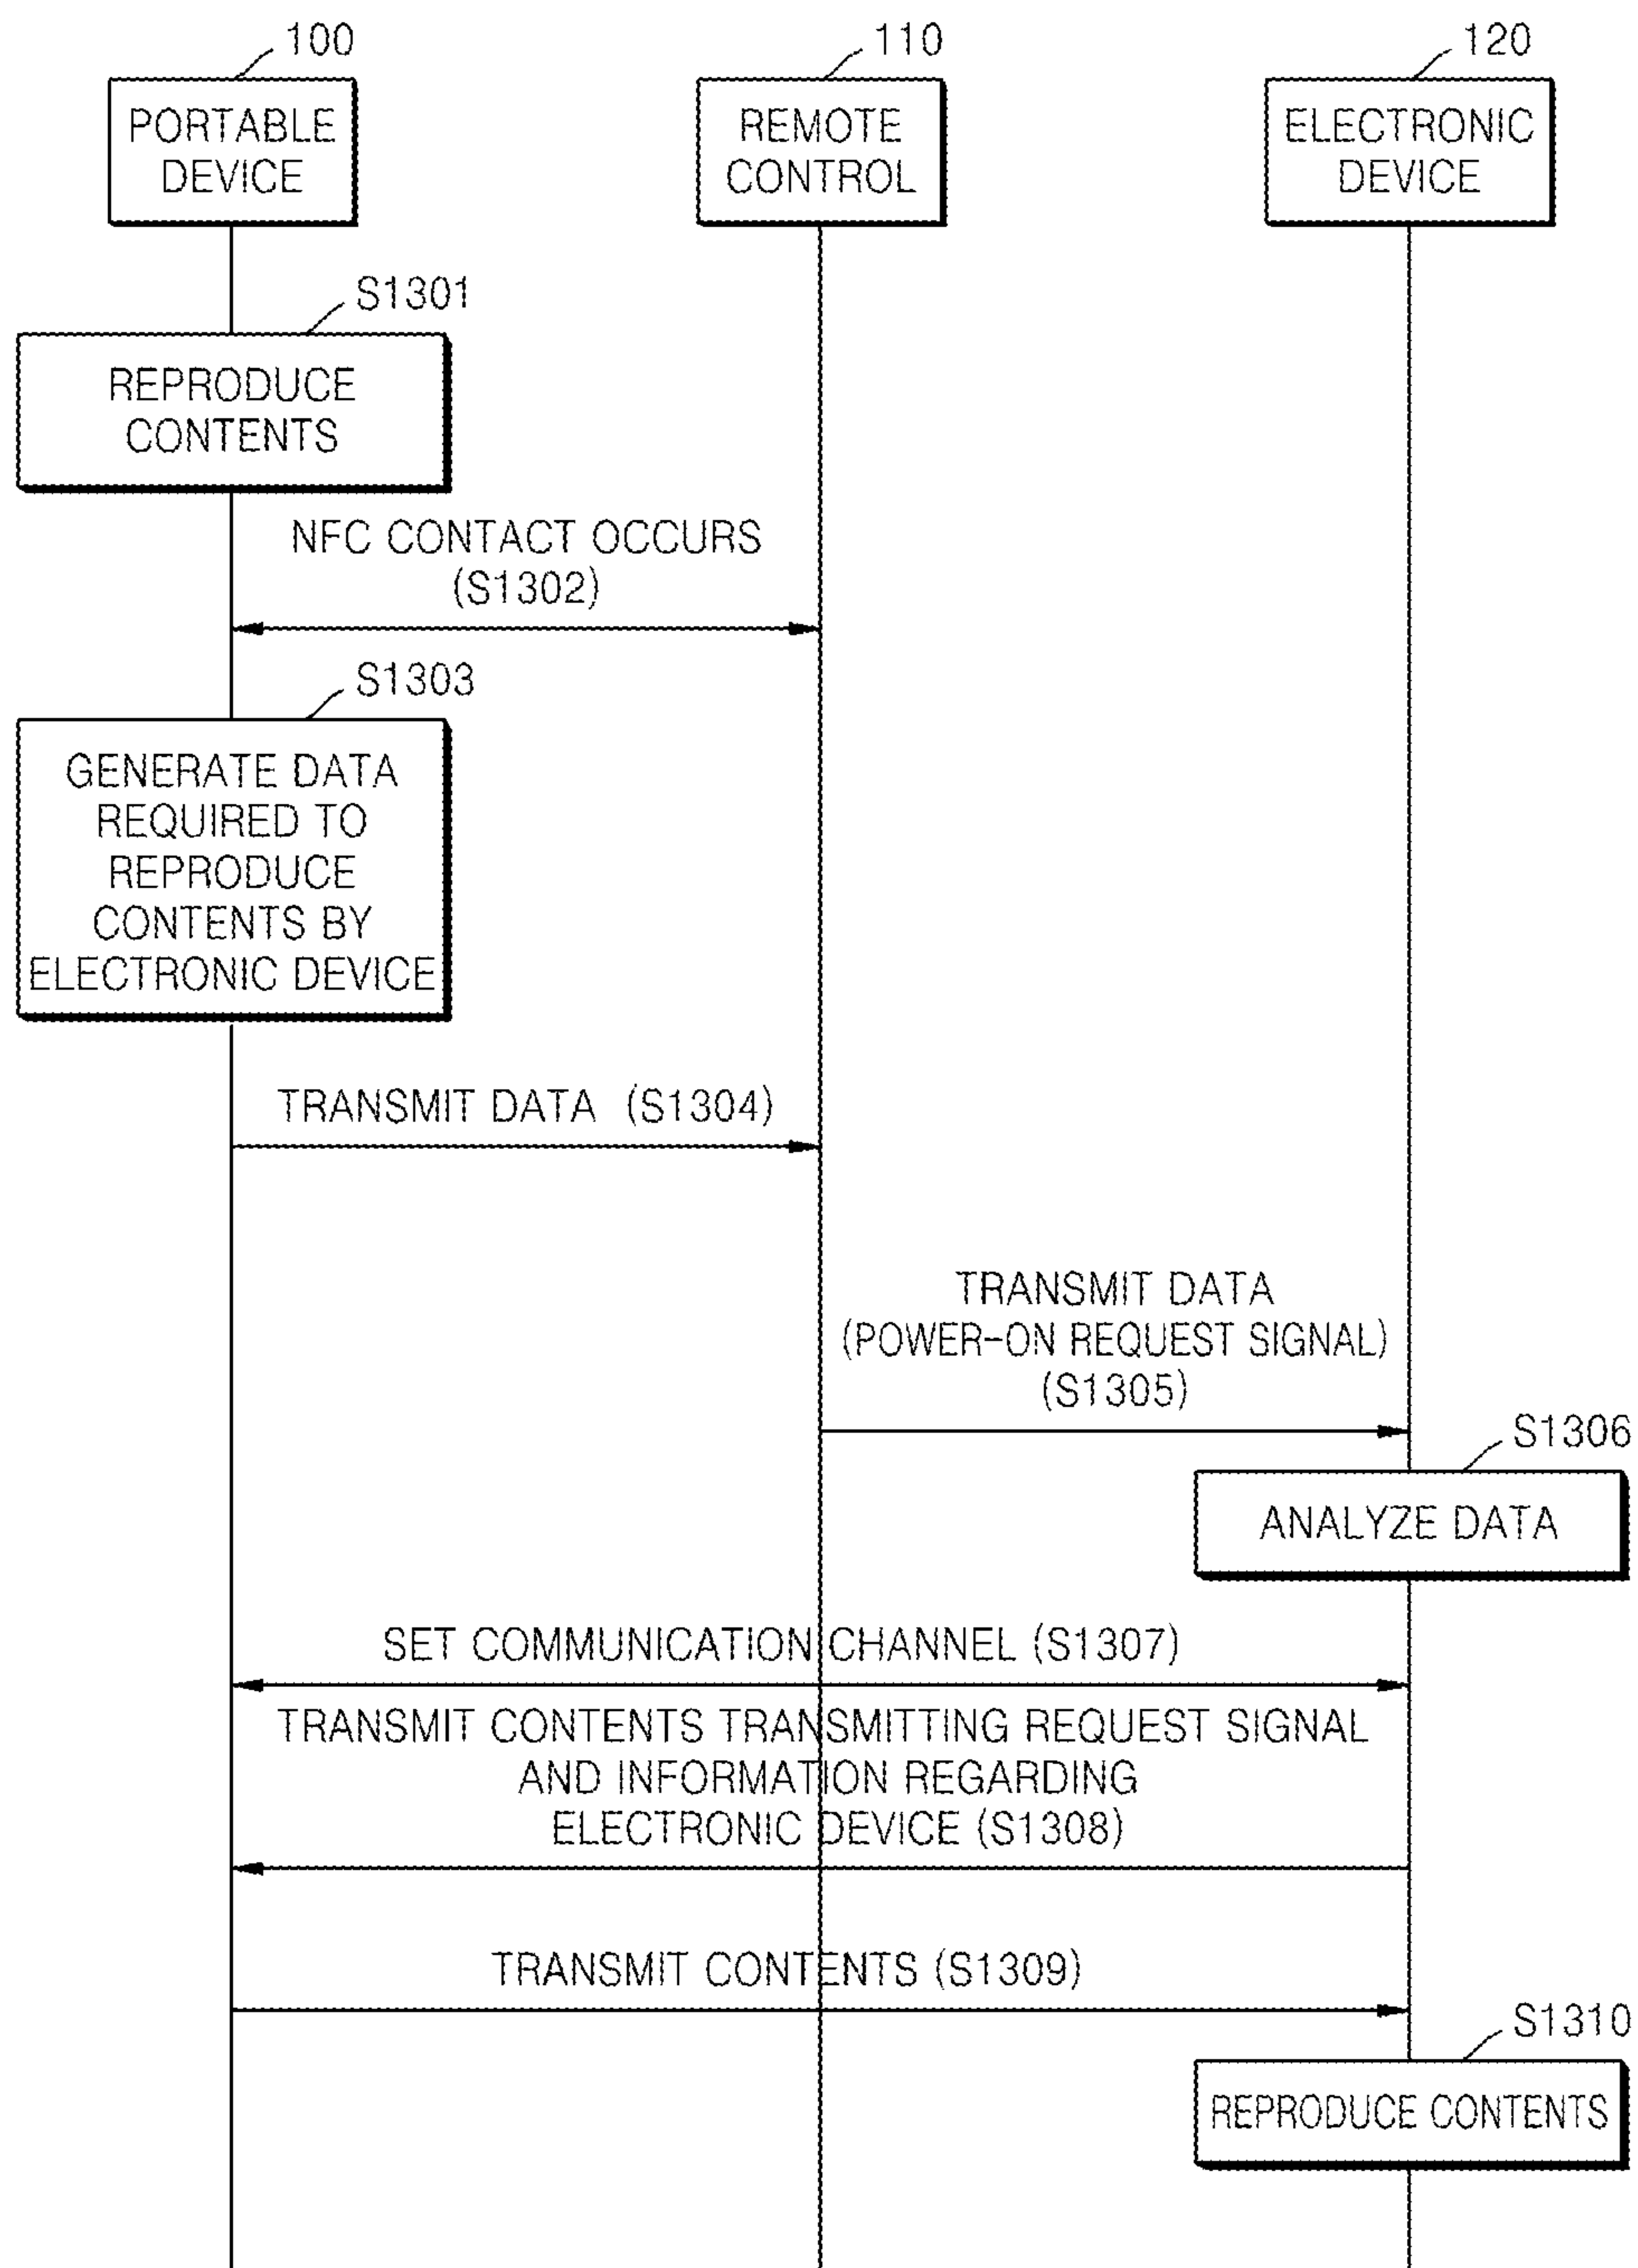 100
110
120
PORTABLE
DEVICE
REMOTE
CONTROL
ELECTRONIC
DEVICE
S1301
REPRODUCE
CONTENTS
NFC CONTACT OCCURS
(S1302)
S1303
GENERATE DATA
REQUIRED TO
REPRODUCE
CONTENTS BY
ELECTRONIC DEVICE
TRANSMIT DATA (S1304)
TRANSMIT DATA
(POWER-ON REQUEST SIGNAL)
(S1305)
S1306
ANALYZE DATA
SET COMMUNICATION CHANNEL (S1307)
TRANSMIT CONTENTS TRANSMITTING REQUEST SIGNAL
AND INFORMATION REGARDING
ELECTRONIC DEVICE (S1308)
TRANSMIT CONTENTS (S1309)
S1310
REPRODUCE CONTENTS